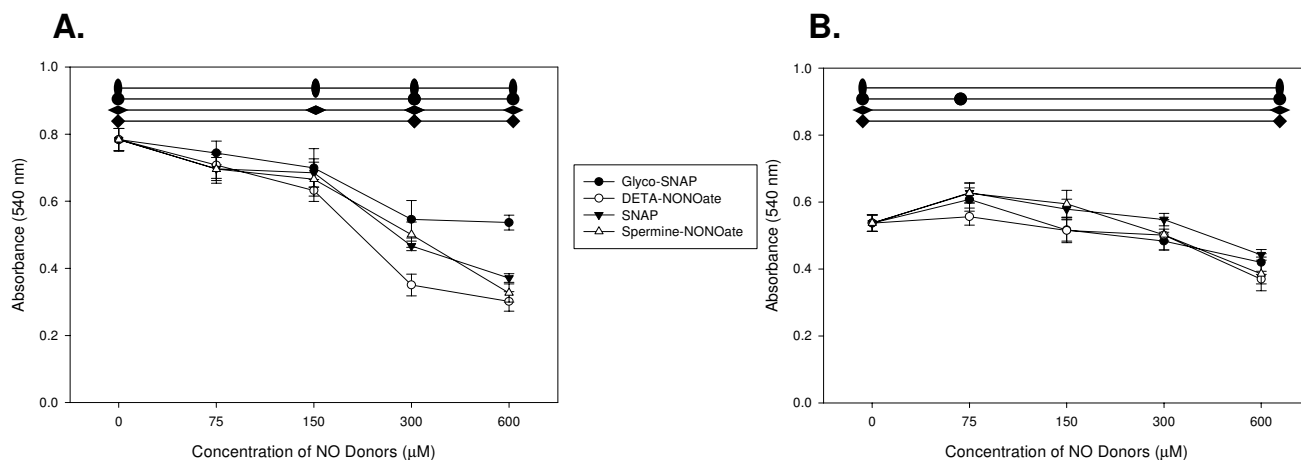 A.
1.0
0.8
0.6
0.4
0.2
0.0
Absorbance (540 nm)
0 75 150 300 600
Concentration of NO Donors (μM)
Glyco-SNAP
DETA-NONOate
SNAP
Spermine-NONOate
B.
1.0
0.8
0.6
0.4
0.2
0.0
Absorbance (540 nm)
0 75 150 300 600
Concentration of NO Donors (μM)